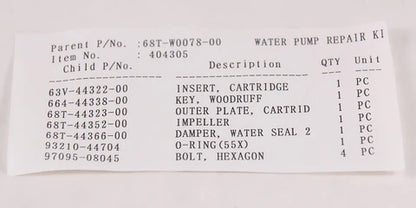 Parent P/No. :68T-W0078-00 WATER PUMP REPAIR KI
Item No. : 404305
Child P/No. Description QTY Unit
63V-44322-00 INSERT, CARTRIDGE 1 PC
664-44338-00 KEY, WOODRUFF 1 PC
68T-44323-00 OUTER PLATE, CARTRID 1 PC
68T-44352-00 IMPELLER 1 PC
68T-44366-00 DAMPER, WATER SEAL 2 1 PC
93210-44704 O-RING(55X) 1 PC
97095-08045 BOLT, HEXAGON 4 PC